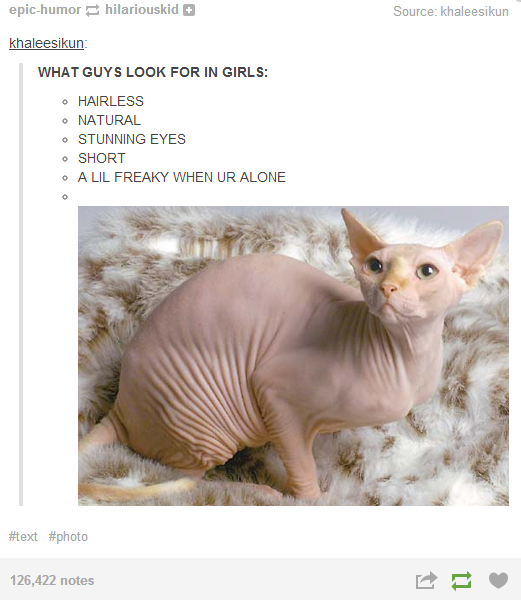 epic-humor hilariouskid
Source: khaleesikun
khaleesikun:
WHAT GUYS LOOK FOR IN GIRLS:
HAIRLESS
NATURAL
STUNNING EYES
SHORT
A LIL FREAKY WHEN UR ALONE
#text #photo
126,422 notes